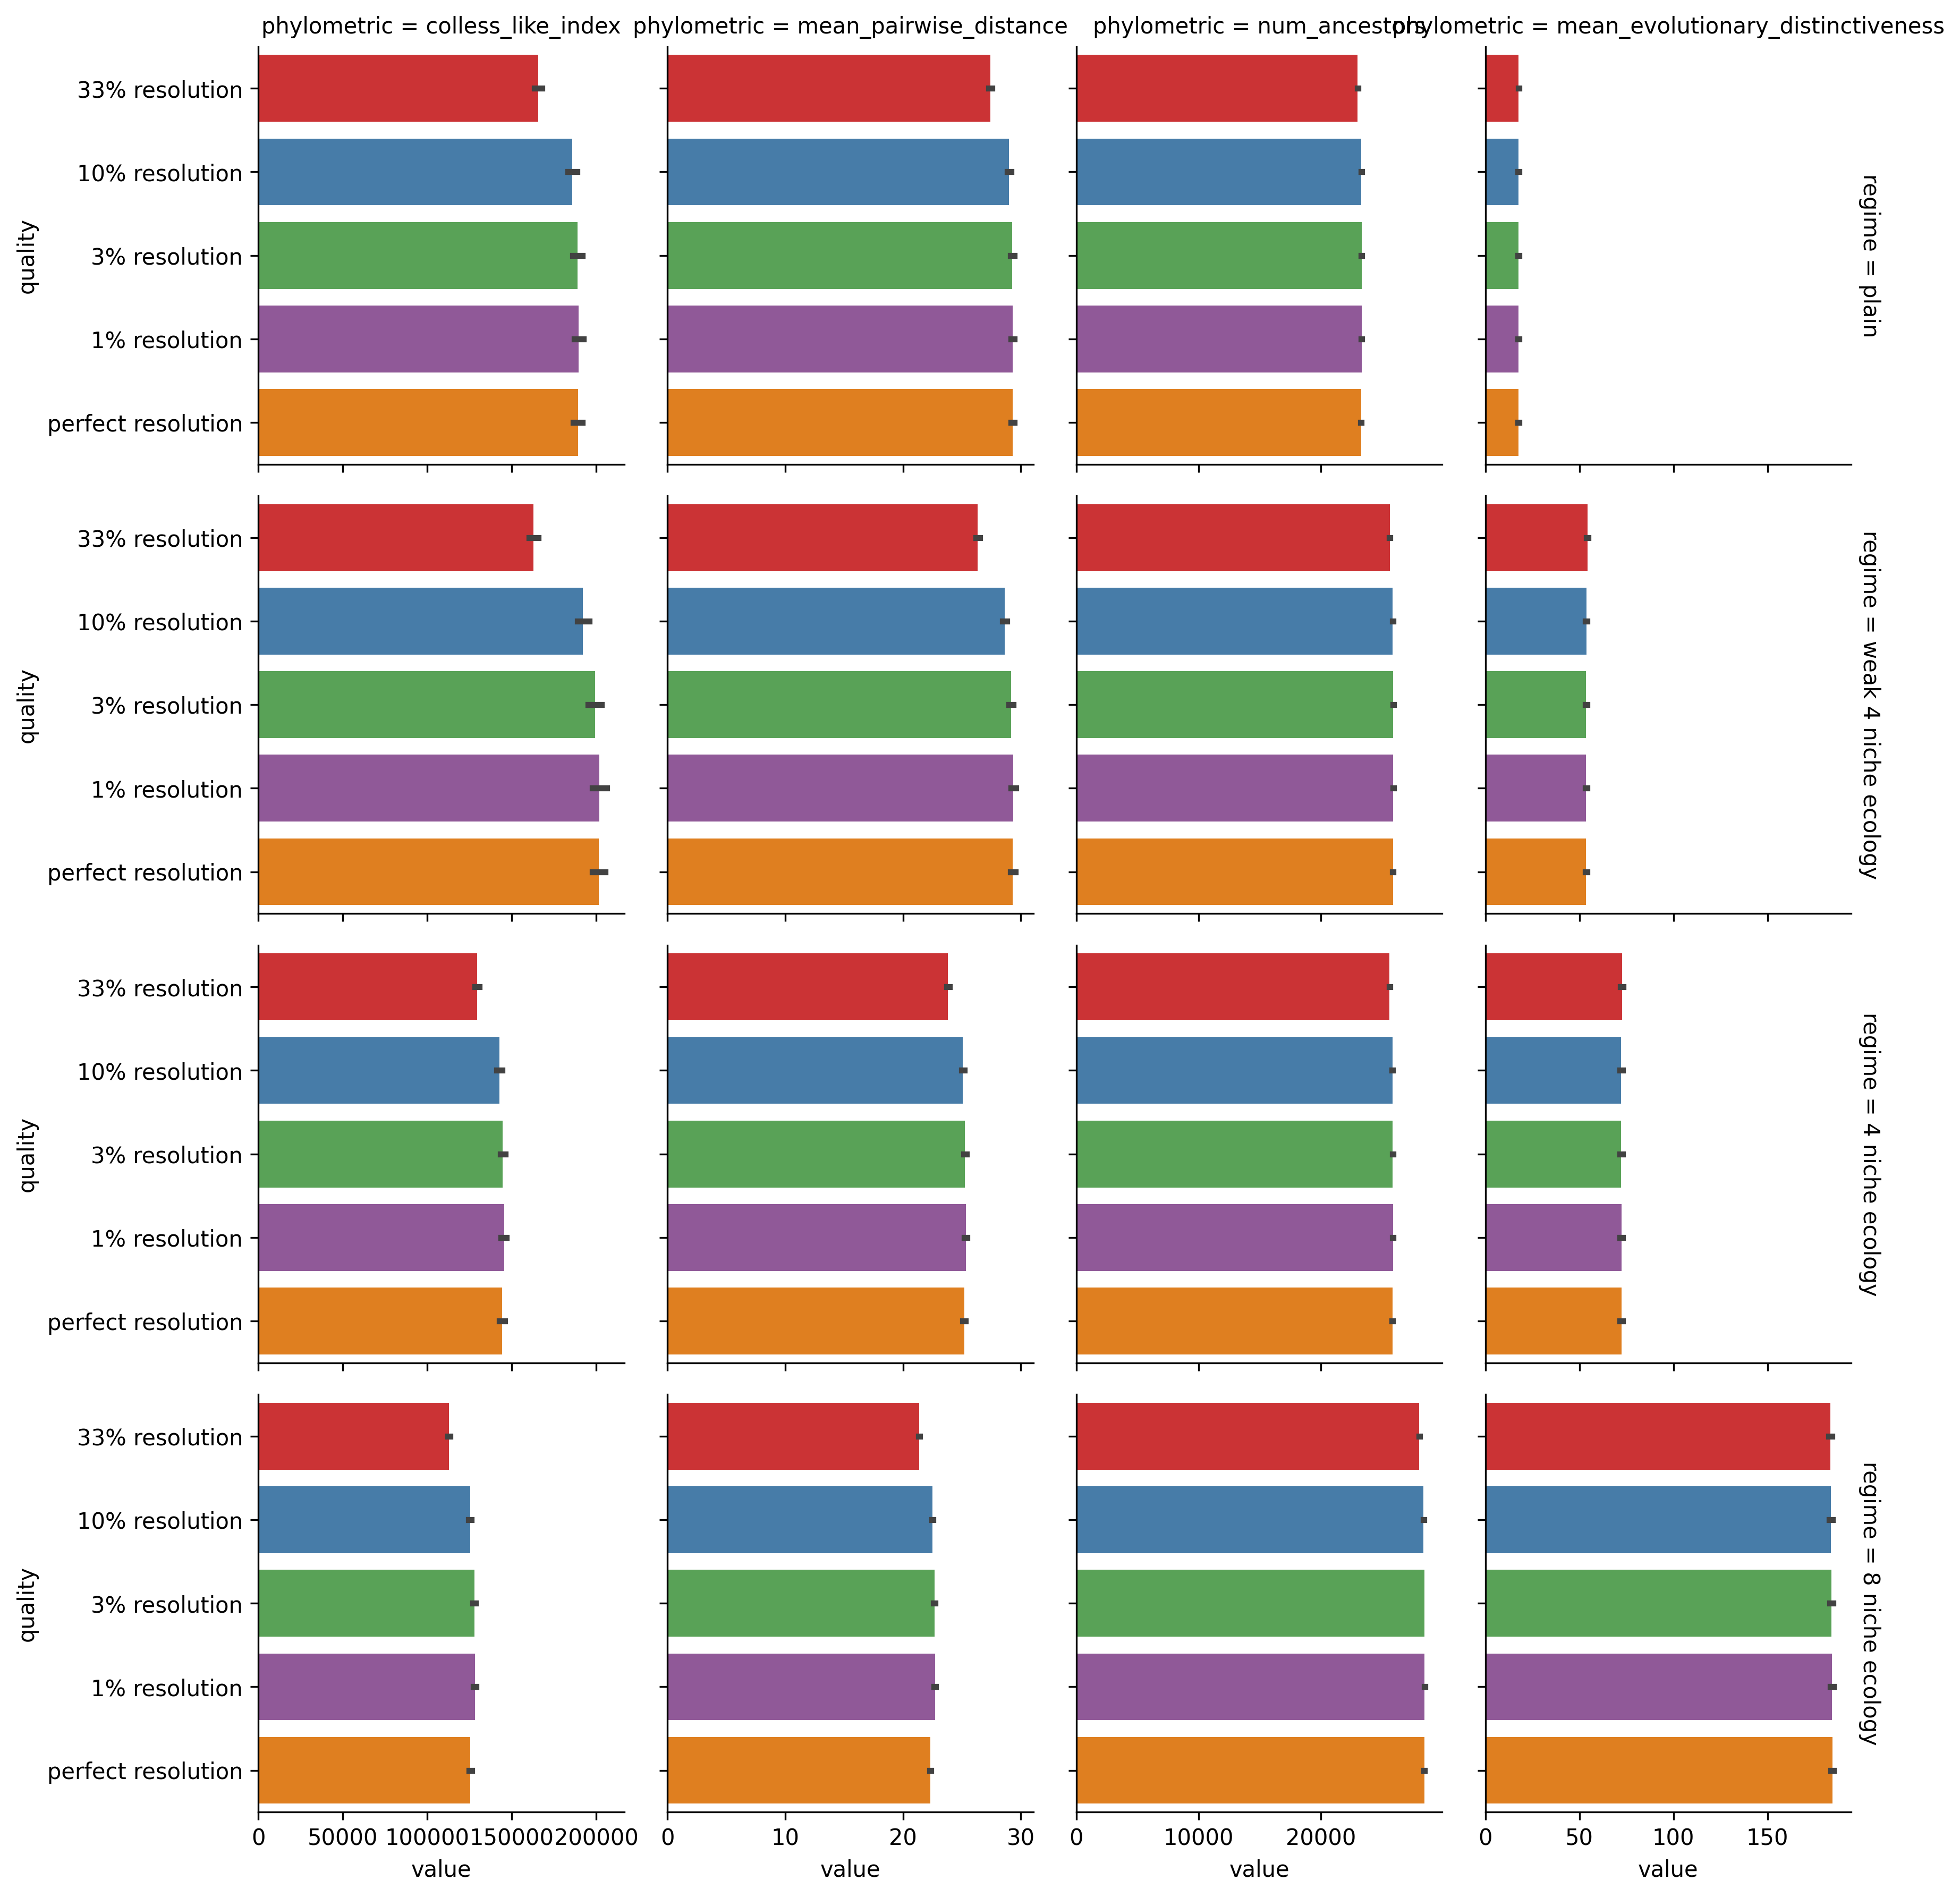 phylometric = colless_like_index
phylometric = mean_pairwise_distance
phylometric = num_ancestors
phylometric = mean_evolutionary_distinctiveness
quality
33% resolution
10% resolution
3% resolution
1% resolution
perfect resolution
regime = plain
quality
33% resolution
10% resolution
3% resolution
1% resolution
perfect resolution
regime = weak 4 niche ecology
quality
33% resolution
10% resolution
3% resolution
1% resolution
perfect resolution
regime = 4 niche ecology
quality
33% resolution
10% resolution
3% resolution
1% resolution
perfect resolution
regime = 8 niche ecology
0 50000 100000 150000 200000
0 10 20 30
0 10000 20000
0 50 100 150
value
value
value
value